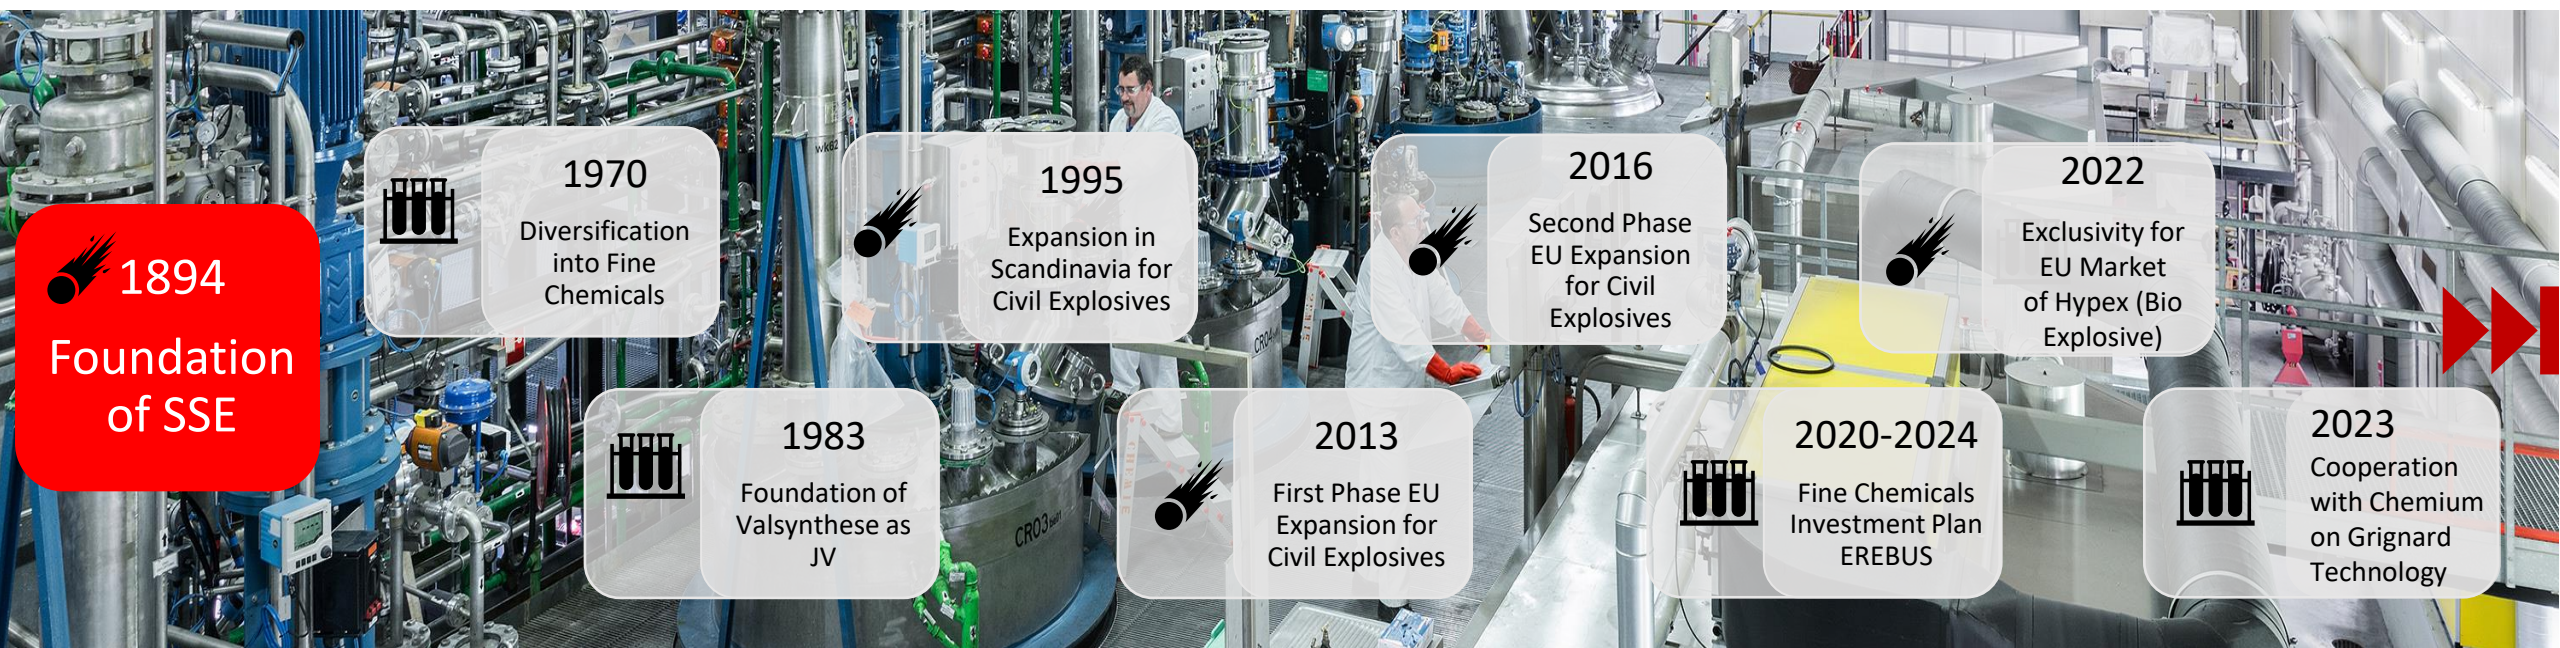 1894
Foundation
of SSE
1970
Diversification
into Fine
Chemicals
1983
Foundation of
Valsynthese as
JV
1995
Expansion in
Scandinavia for
Civil Explosives
2013
First Phase EU
Expansion for
Civil Explosives
2016
Second Phase
EU Expansion
for Civil
Explosives
2020-2024
Fine Chemicals
Investment Plan
EREBUS
2022
Exclusivity for
EU Market
of Hypex (Bio
Explosive)
2023
Cooperation
with Chemium
on Grignard
Technology
wk62
CR03
CR04